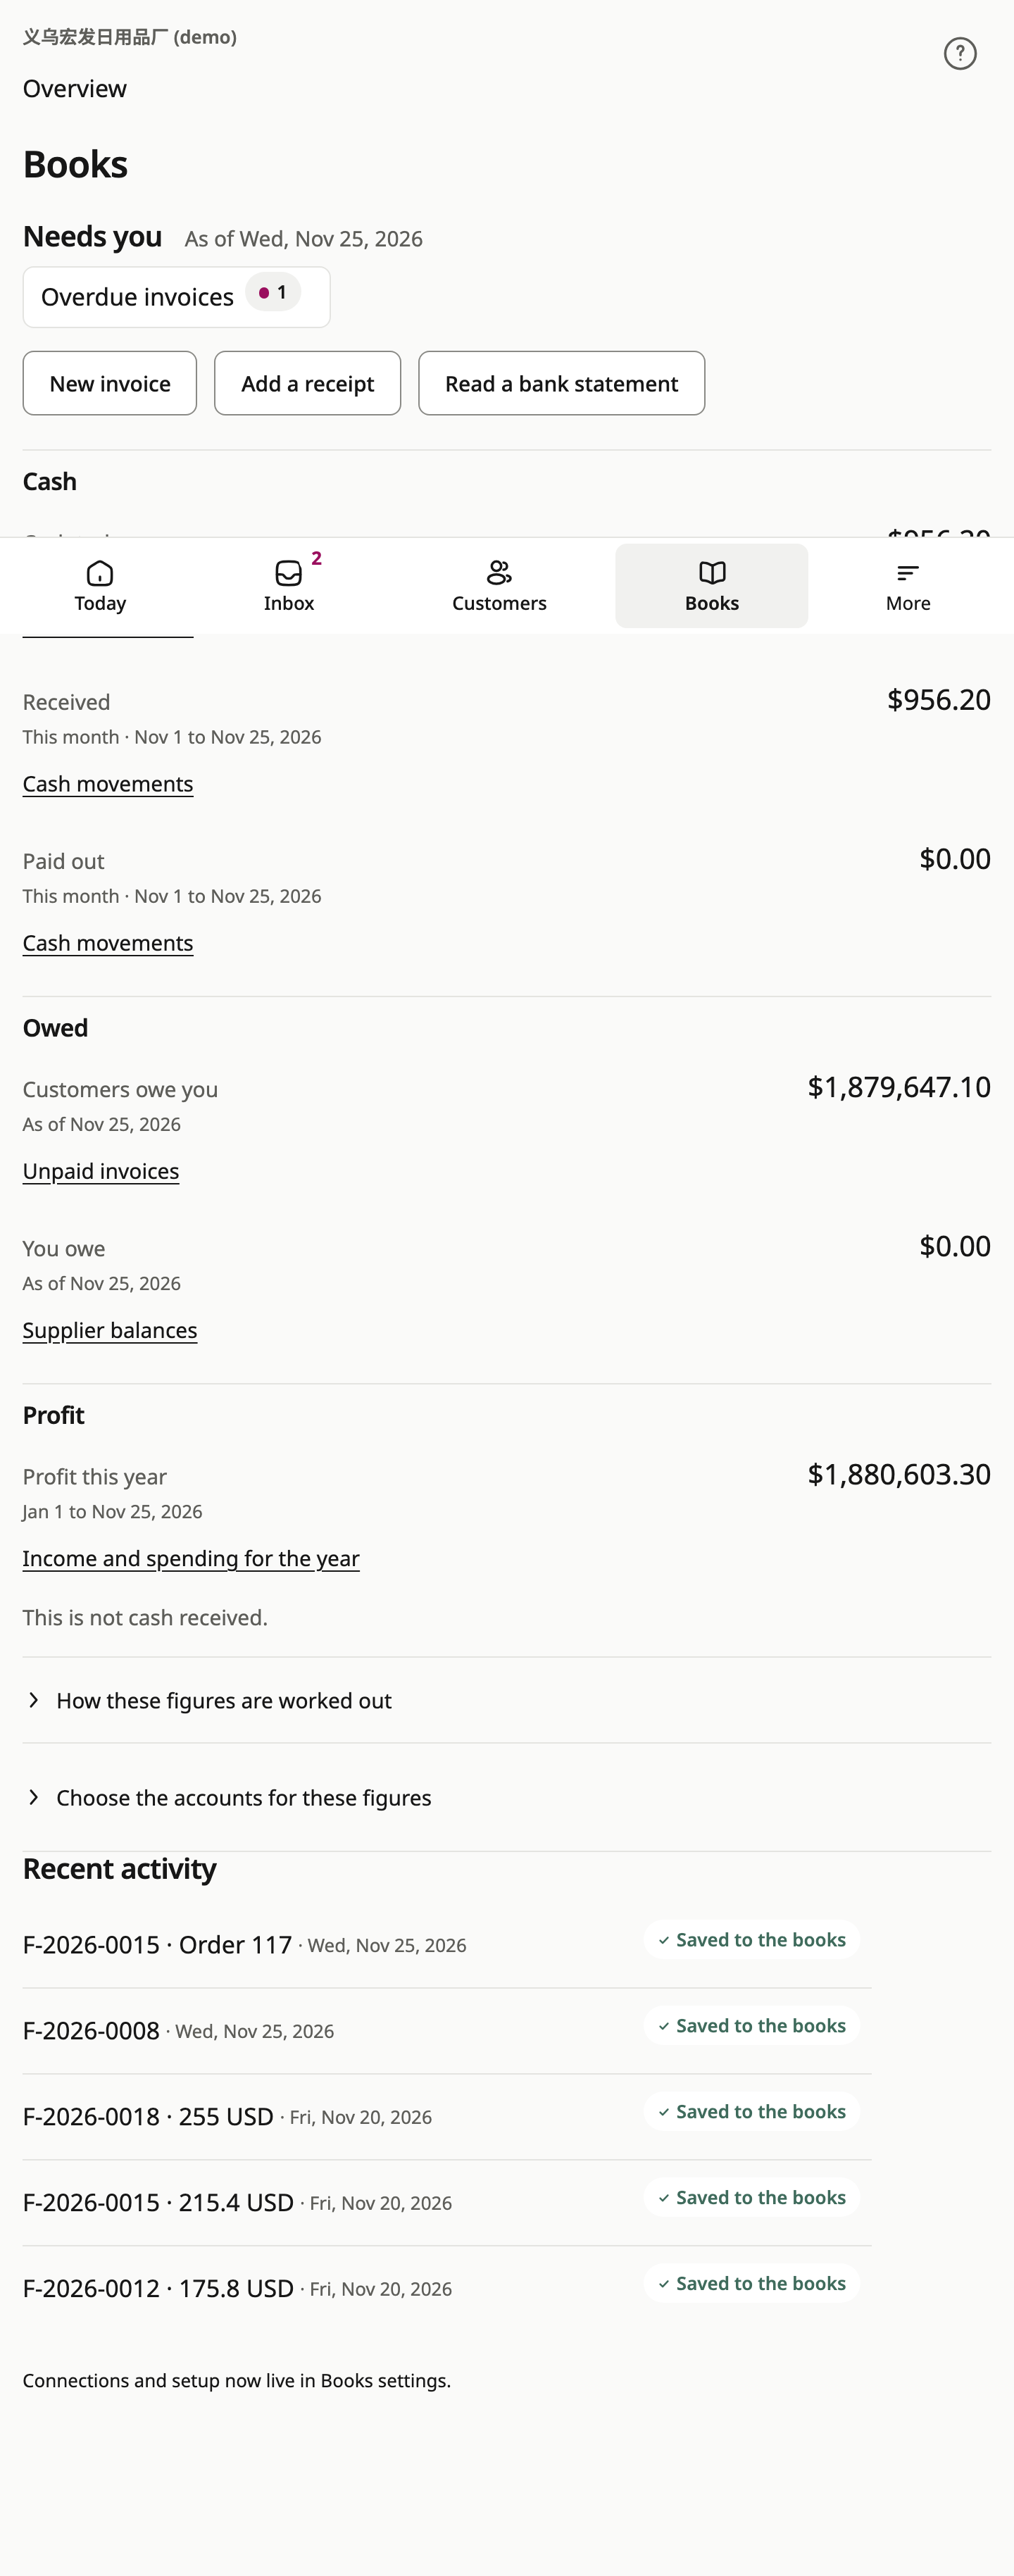 义乌宏发日用品厂 (demo)
Overview
Books
Needs you As of Wed, Nov 25, 2026
Overdue invoices 1
New invoice Add a receipt Read a bank statement
Cash
Today Inbox 2 Customers Books More
Received $956.20
This month · Nov 1 to Nov 25, 2026
Cash movements
Paid out $0.00
This month · Nov 1 to Nov 25, 2026
Cash movements
Owed
Customers owe you $1,879,647.10
As of Nov 25, 2026
Unpaid invoices
You owe $0.00
As of Nov 25, 2026
Supplier balances
Profit
Profit this year $1,880,603.30
Jan 1 to Nov 25, 2026
Income and spending for the year
This is not cash received.
How these figures are worked out
Choose the accounts for these figures
Recent activity
F-2026-0015 · Order 117 · Wed, Nov 25, 2026 Saved to the books
F-2026-0008 · Wed, Nov 25, 2026 Saved to the books
F-2026-0018 · 255 USD · Fri, Nov 20, 2026 Saved to the books
F-2026-0015 · 215.4 USD · Fri, Nov 20, 2026 Saved to the books
F-2026-0012 · 175.8 USD · Fri, Nov 20, 2026 Saved to the books
Connections and setup now live in Books settings.